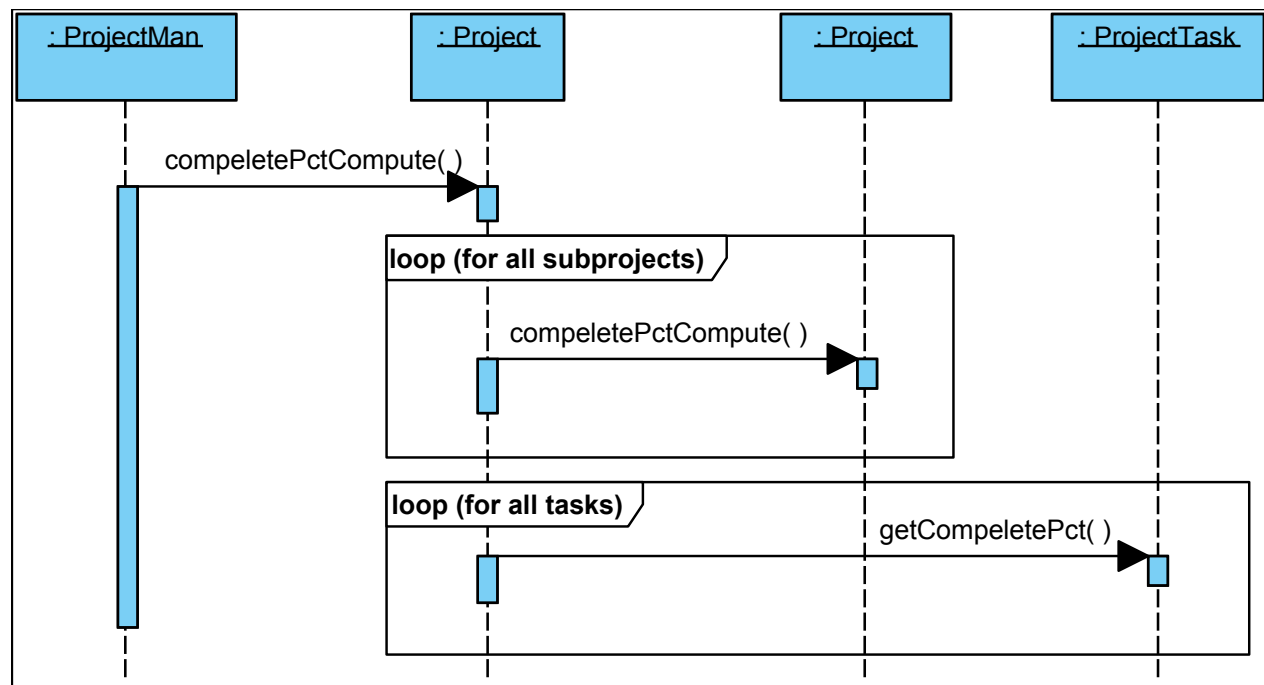 : ProjectMan
: Project
: Project
: ProjectTask
compeletePctCompute( )
loop (for all subprojects)
compeletePctCompute( )
loop (for all tasks)
getCompeletePct( )